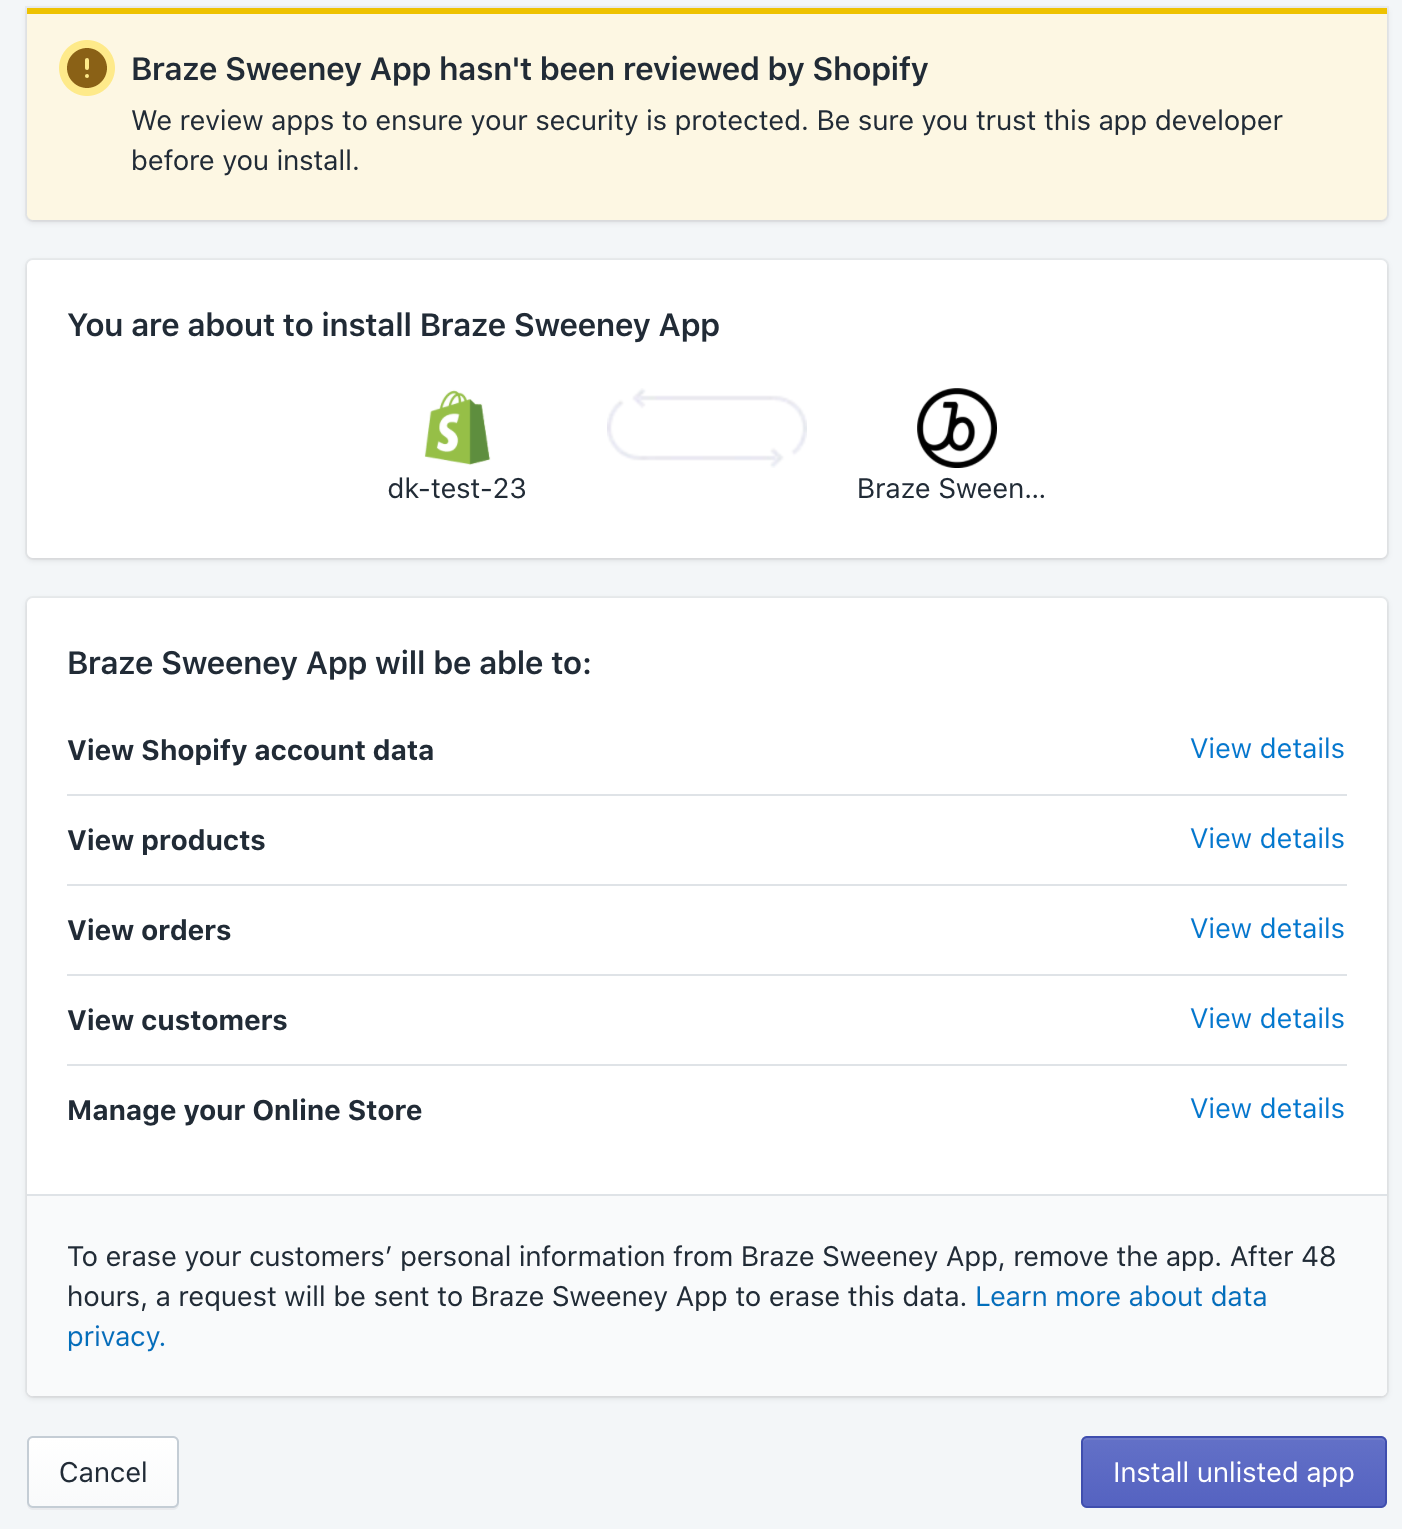 Braze Sweeney App hasn't been reviewed by Shopify
We review apps to ensure your security is protected. Be sure you trust this app developer
before you install.
You are about to install Braze Sweeney App
dk-test-23
Braze Sween...
Braze Sweeney App will be able to:
View Shopify account data
View details
View products
View details
View orders
View details
View customers
View details
Manage your Online Store
View details
To erase your customers’ personal information from Braze Sweeney App, remove the app. After 48
hours, a request will be sent to Braze Sweeney App to erase this data. Learn more about data
privacy.
Cancel
Install unlisted app